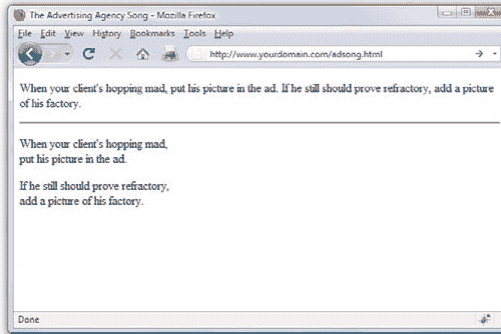 The Advertising Agency Song - Mozilla Firefox
File Edit View History Bookmarks Tools Help
http://www.yourdomain.com/adsong.html
When your client's hopping mad, put his picture in the ad. If he still should prove refractory, add a picture
of his factory.
When your client's hopping mad,
put his picture in the ad.
If he still should prove refractory,
add a picture of his factory.
Done